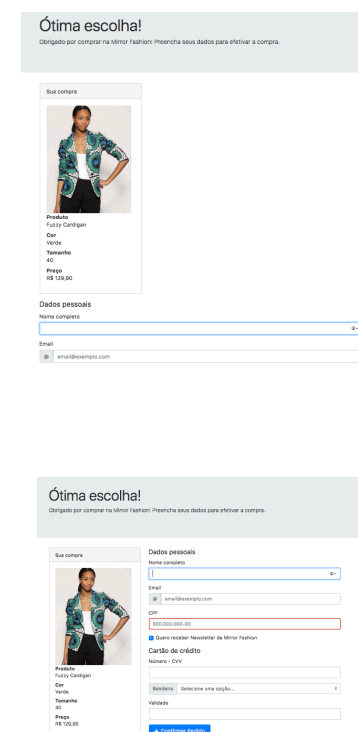 Ótima escolha!
Obrigado por comprar na Mirror Fashion! Preencha seus dados para efetivar a compra.
Sua compra
Produto
Fuzzy Cardigan
Cor
Verde
Tamanho
40
Preço
R$ 129,90
Dados pessoais
Nome completo
Email
@ email@exemplo.com
Ótima escolha!
Obrigado por comprar na Mirror Fashion! Preencha seus dados para efetivar a compra.
Sua compra
Produto
Fuzzy Cardigan
Cor
Verde
Tamanho
40
Preço
R$ 129,90
Dados pessoais
Nome completo
Email
@ email@exemplo.com
CPF
000.000.000-00
Quero receber Newsletter da Mirror Fashion
Cartão de crédito
Número - CVV
Bandeira Selecione uma opção...
Validade
Confirmar Pedido